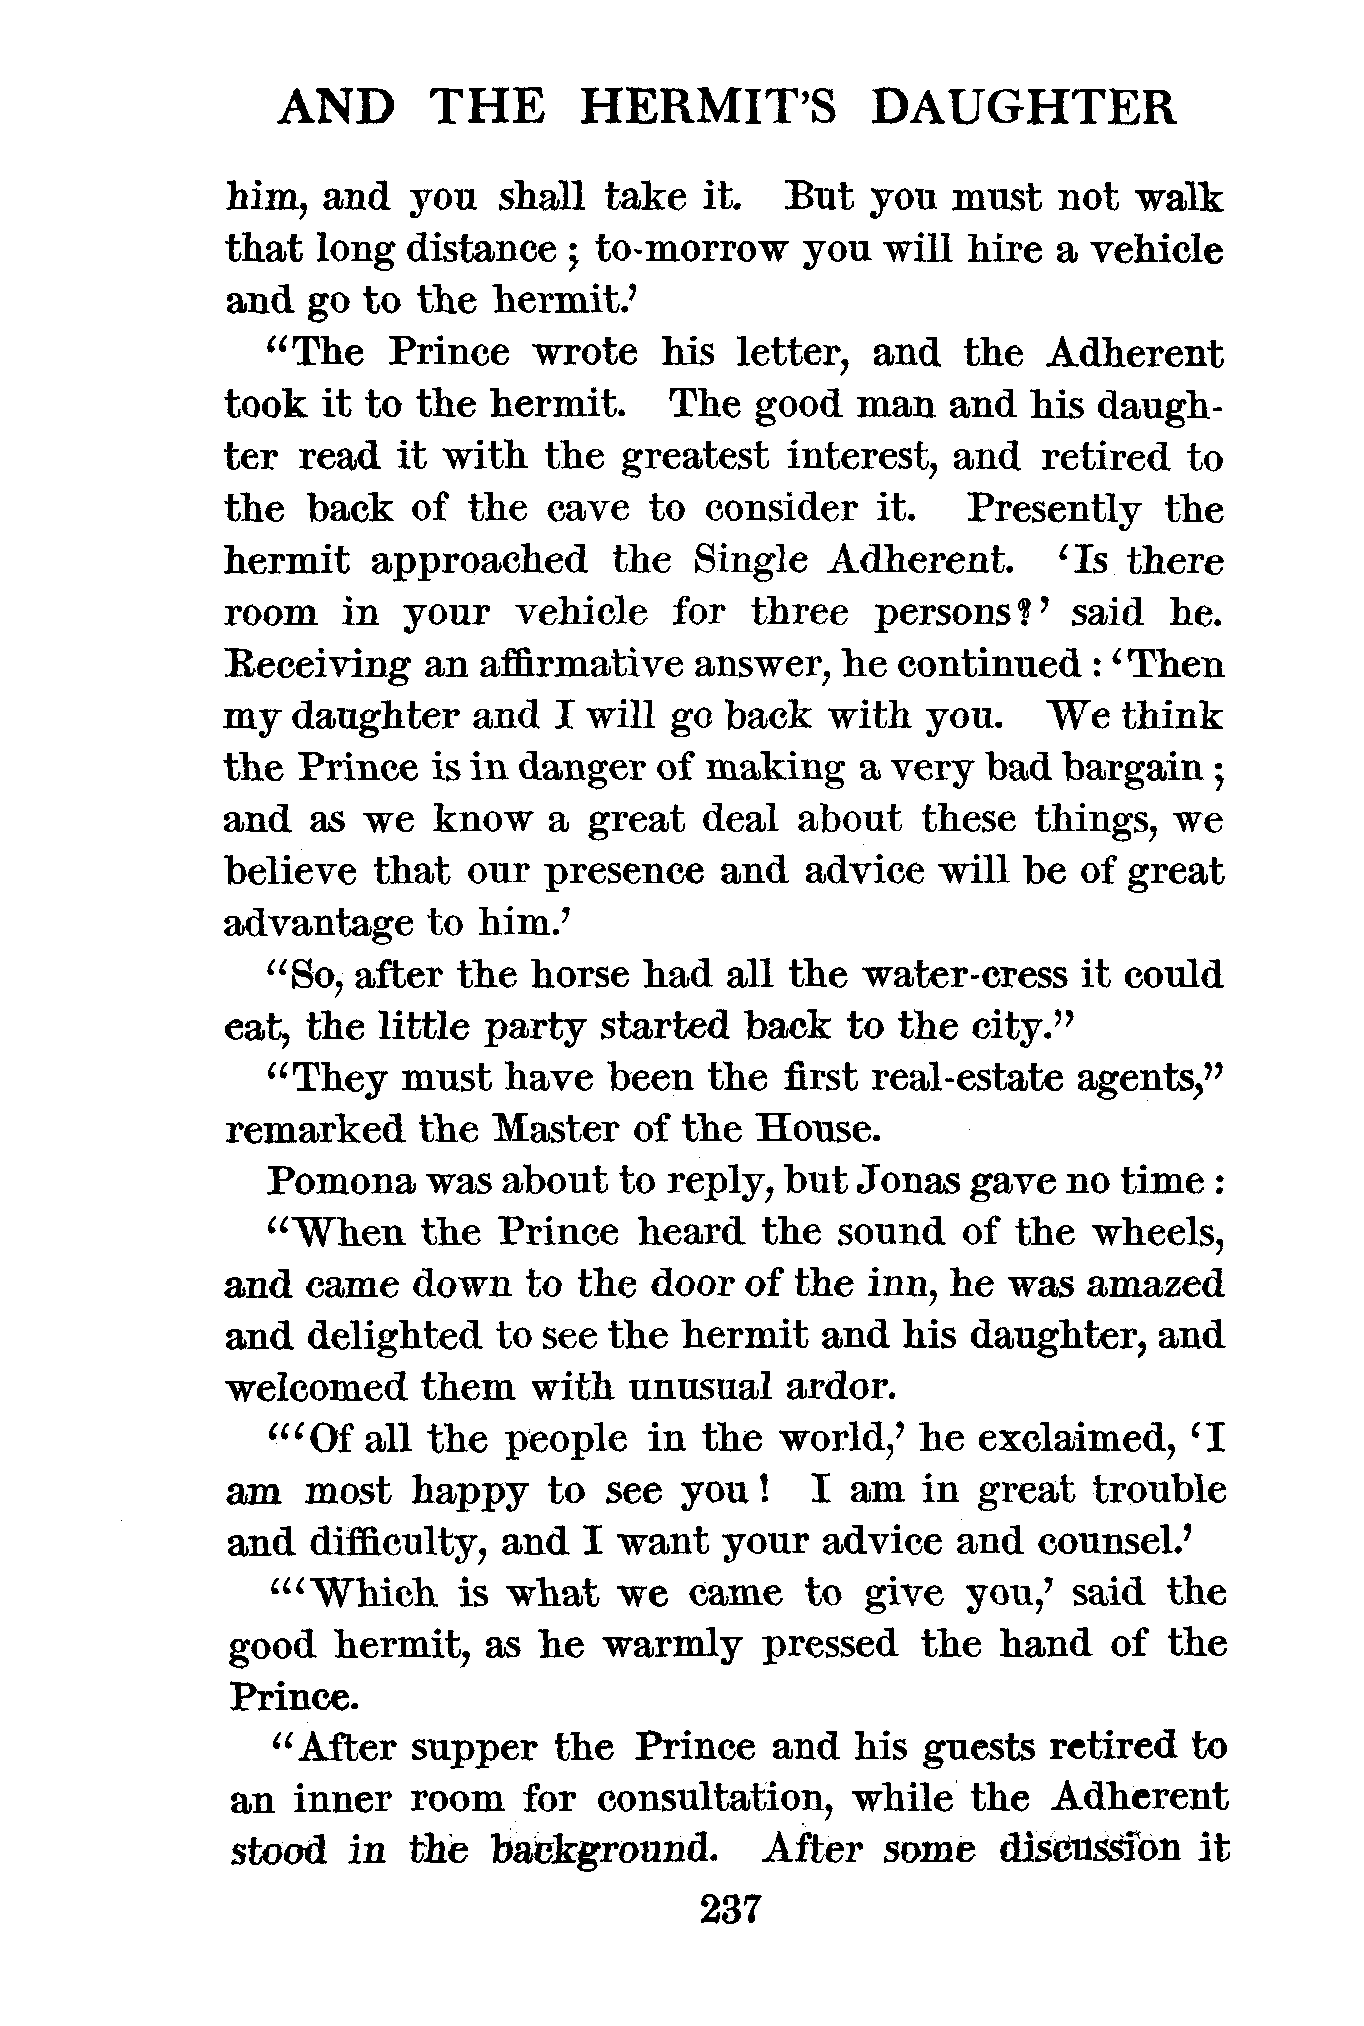 AND THE HERMIT'S DAUGHTER
him, and you shall take it. But you must not walk
that long distance; to-morrow you will hire a vehicle
and go to the hermit.'
"The Prince wrote his letter, and the Adherent
took it to the hermit. The good man and his daugh-
ter read it with the greatest interest, and retired to
the back of the cave to consider it. Presently the
hermit approached the Single Adherent. 'Is there
room in your vehicle for three persons?' said he.
Receiving an affirmative answer, he continued: 'Then
my daughter and I will go back with you. We think
the Prince is in danger of making a very bad bargain;
and as we know a great deal about these things, we
believe that our presence and advice will be of great
advantage to him.'
"So, after the horse had all the water-cress it could
eat, the little party started back to the city."
"They must have been the first real-estate agents,"
remarked the Master of the House.
Pomona was about to reply, but Jonas gave no time:
"When the Prince heard the sound of the wheels,
and came down to the door of the inn, he was amazed
and delighted to see the hermit and his daughter, and
welcomed them with unusual ardor.
"'Of all the people in the world,' he exclaimed, 'I
am most happy to see you! I am in great trouble
and difficulty, and I want your advice and counsel.'
"'Which is what we came to give you,' said the
good hermit, as he warmly pressed the hand of the
Prince.
"After supper the Prince and his guests retired to
an inner room for consultation, while the Adherent
stood in the background. After some discussion it
237